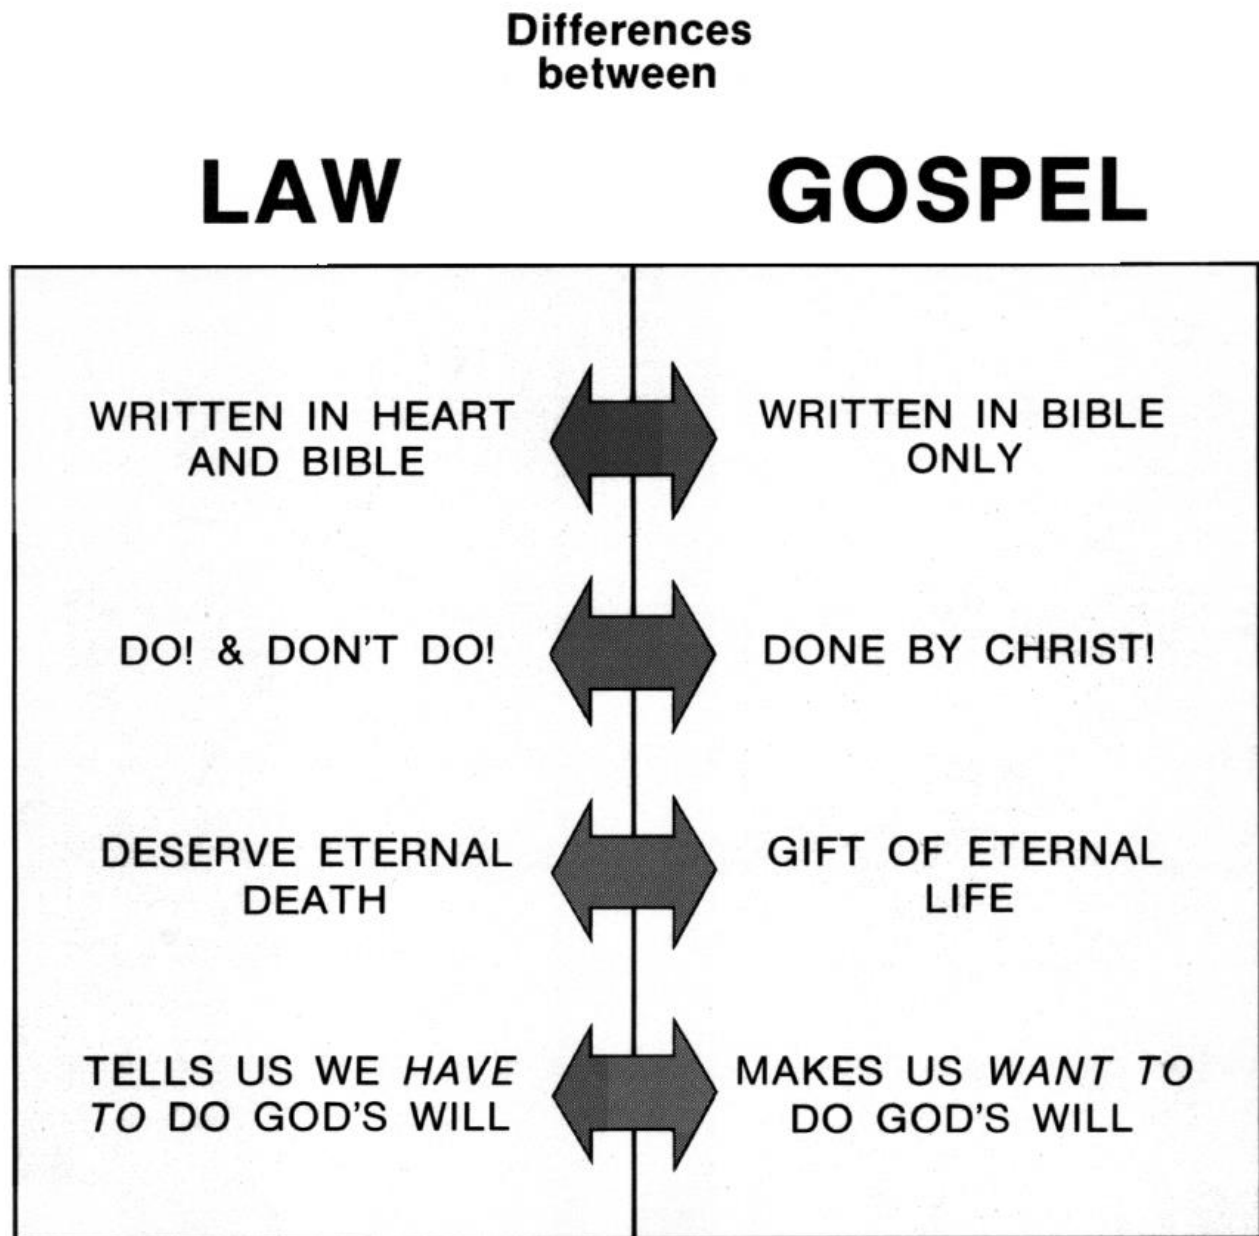 Differences
between
LAW
GOSPEL
WRITTEN IN HEART
AND BIBLE
WRITTEN IN BIBLE
ONLY
DO! & DON'T DO!
DONE BY CHRIST!
DESERVE ETERNAL
DEATH
GIFT OF ETERNAL
LIFE
TELLS US WE HAVE
TO DO GOD'S WILL
MAKES US WANT TO
DO GOD'S WILL